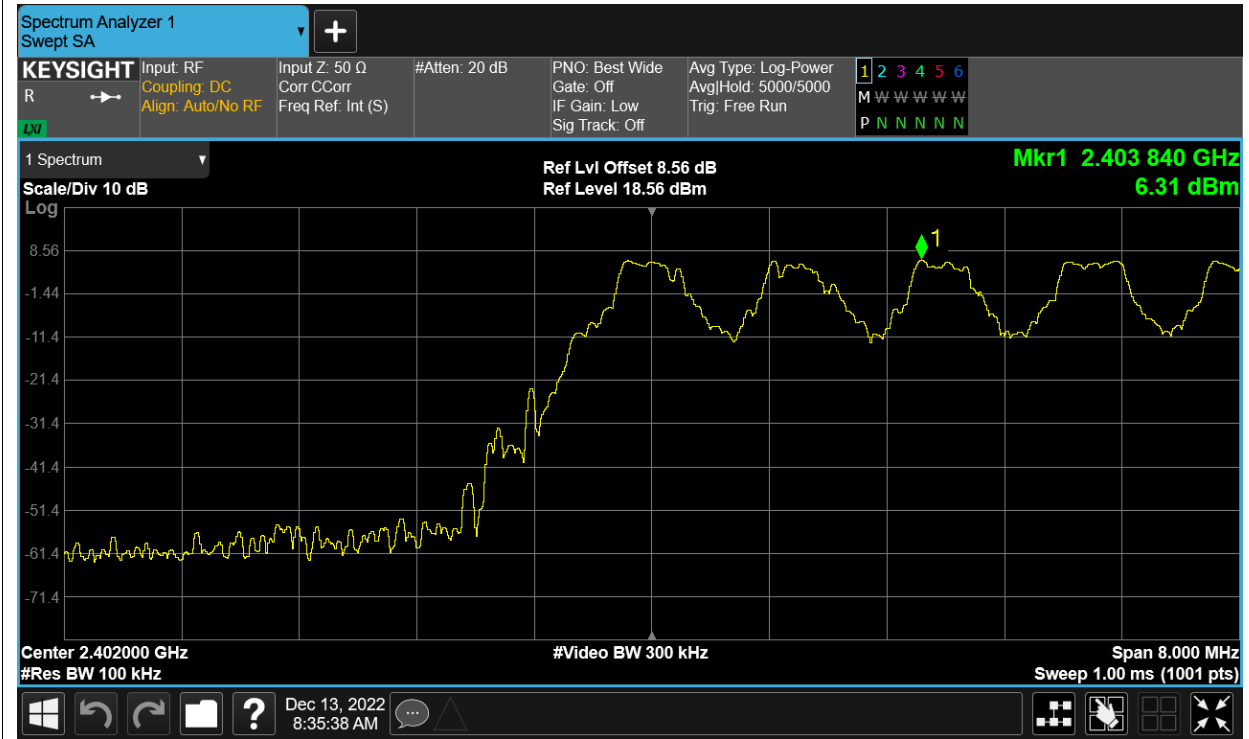 Spectrum Analyzer 1
Swept SA
+
KEYSIGHT Input: RF Input Z: 50 Ω #Atten: 20 dB PNO: Best Wide Avg Type: Log-Power 1 2 3 4 5 6
R Coupling: DC Corr CCorr Gate: Off Avg|Hold: 5000/5000 M W W W W W
Align: Auto/No RF Freq Ref: Int (S) IF Gain: Low Trig: Free Run
LXI Sig Track: Off P N N N N N
1 Spectrum Ref Lvl Offset 8.56 dB Mkr1 2.403 840 GHz
Scale/Div 10 dB Ref Level 18.56 dBm 6.31 dBm
Log
1
8.56
-1.44
-11.4
-21.4
-31.4
-41.4
-51.4
-61.4
-71.4
Center 2.402000 GHz #Video BW 300 kHz Span 8.000 MHz
#Res BW 100 kHz Sweep 1.00 ms (1001 pts)
? Dec 13, 2022
8:35:38 AM